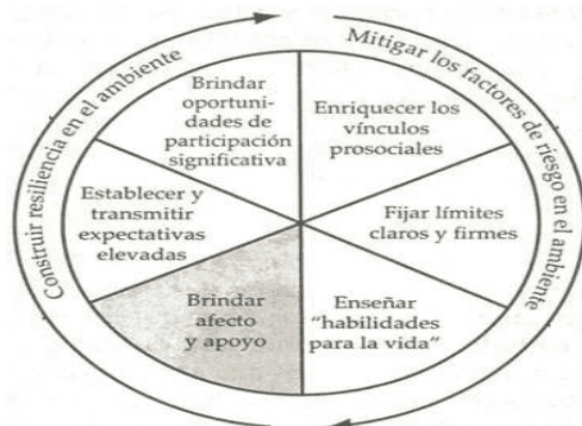 Construir resiliencia en el ambiente
Mitigar los factores de riesgo en el ambiente
Brindar
oportuni-
dades de
participación
significativa
Enriquecer los
vínculos
prosociales
Establecer y
transmitir
expectativas
elevadas
Fijar límites
claros y firmes
Brindar
afecto
y apoyo
Enseñar
"habilidades
para la vida"